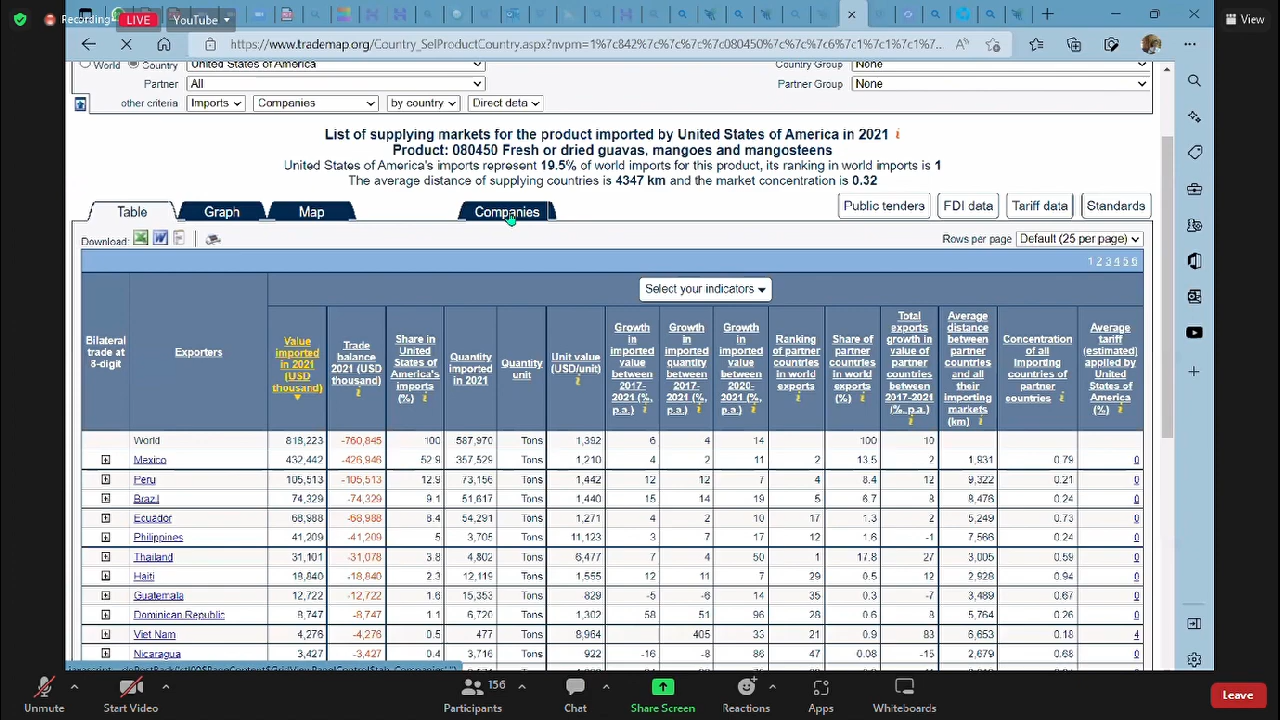 Recording
LIVE
YouTube
View
https://www.trademap.org/Country_SelProductCountry.aspx?nvpm=1%7c842%7c%7c%7c080450%7c%7c%7c6%7c1%7c1%7c...
World Country United States of America Country Group None
Partner All Partner Group None
other criteria Imports Companies by country Direct data
List of supplying markets for the product imported by United States of America in 2021
Product: 080450 Fresh or dried guavas, mangoes and mangosteens
United States of America's imports represent 19.5% of world imports for this product, its ranking in world imports is 1
The average distance of supplying countries is 4347 km and the market concentration is 0.32
Table Graph Map Companies Public tenders FDI data Tariff data Standards
Download: Rows per page Default (25 per page)
1 2 3 4 5 6
Select your indicators
Bilateral trade at 8-digit
Exporters
Value imported in 2021 (USD thousand)
Trade balance 2021 (USD thousand)
Share in United States of America's imports (%)
Quantity imported in 2021
Quantity unit
Unit value (USD/unit)
Growth in imported value between 2017-2021 (%, p.a.)
Growth in imported quantity between 2017-2021 (%, p.a.)
Growth in imported value between 2020-2021 (%, p.a.)
Ranking of partner countries in world exports
Share of partner countries in world exports (%)
Total exports growth in value of partner countries between 2017-2021 (%, p.a.)
Average distance between partner countries and all their importing markets (km)
Concentration of all importing countries of partner countries
Average tariff (estimated) applied by United States of America (%)
World 818,223 -760,845 100 587,970 Tons 1,392 6 4 14 100 10
Mexico 432,442 -426,946 52.9 357,529 Tons 1,210 4 2 11 2 13.5 2 1,931 0.79 0
Peru 105,513 -105,513 12.9 73,156 Tons 1,442 12 12 7 4 8.4 12 9,322 0.21 0
Brazil 74,329 -74,329 9.1 51,617 Tons 1,440 15 14 19 5 6.7 8 8,476 0.24 0
Ecuador 68,988 -68,988 8.4 54,291 Tons 1,271 4 2 10 17 1.3 2 5,249 0.73 0
Philippines 41,209 -41,209 5 3,705 Tons 11,123 3 7 17 12 1.6 -1 7,566 0.24 0
Thailand 31,101 -31,078 3.8 4,802 Tons 6,477 7 4 50 1 17.8 27 3,005 0.59 0
Haiti 18,840 -18,840 2.3 12,119 Tons 1,555 12 11 7 29 0.5 12 2,928 0.94 0
Guatemala 12,722 -12,722 1.6 15,353 Tons 829 -5 -6 14 35 0.3 -7 3,489 0.67 0
Dominican Republic 8,747 -8,747 1.1 6,720 Tons 1,302 58 51 96 28 0.6 8 5,764 0.26 0
Viet Nam 4,276 -4,276 0.5 477 Tons 8,964 405 33 21 0.9 83 6,653 0.18 4
Nicaragua 3,427 -3,427 0.4 3,716 Tons 922 -16 -8 86 47 0.08 -15 2,679 0.68 0
Unmute Start Video 156 Participants Chat Share Screen Reactions Apps Whiteboards Leave